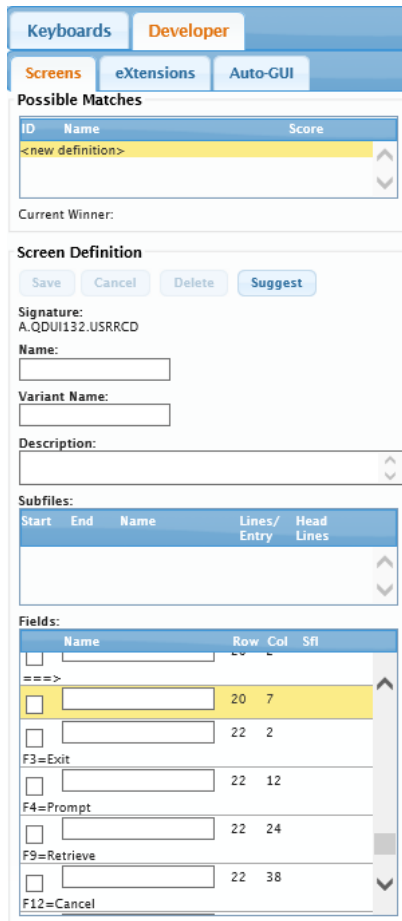 Keyboards Developer
Screens eXtensions Auto-GUI
Possible Matches
ID Name Score
<new definition>
Current Winner:
Screen Definition
Save Cancel Delete Suggest
Signature:
A.QDUI132.USRRCD
Name:
Variant Name:
Description:
Subfiles:
Start End Name Lines/ Entry Head Lines
Fields:
Name Row Col Sfl
20 2
===>
20 7
22 2
F3=Exit
22 12
F4=Prompt
22 24
F9=Retrieve
22 38
F12=Cancel